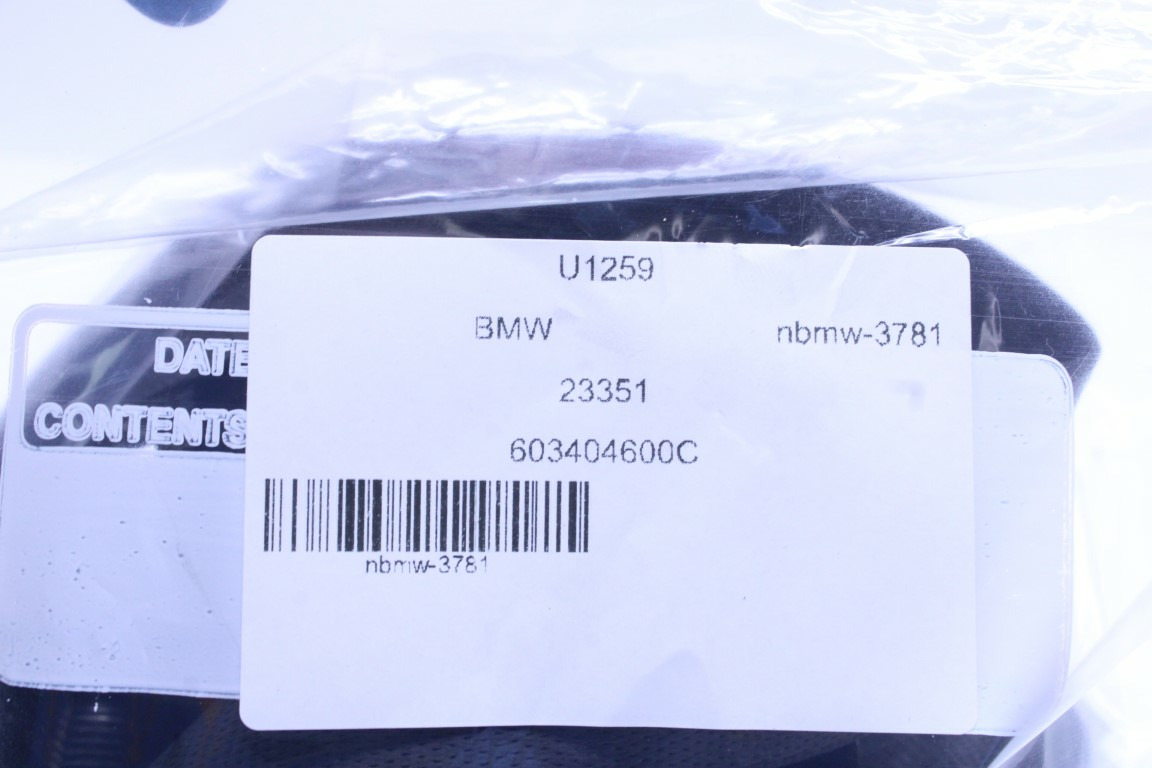 U1259
BMW nbmw-3781
23351
603404600C
nbmw-3781
DATE
CONTENTS